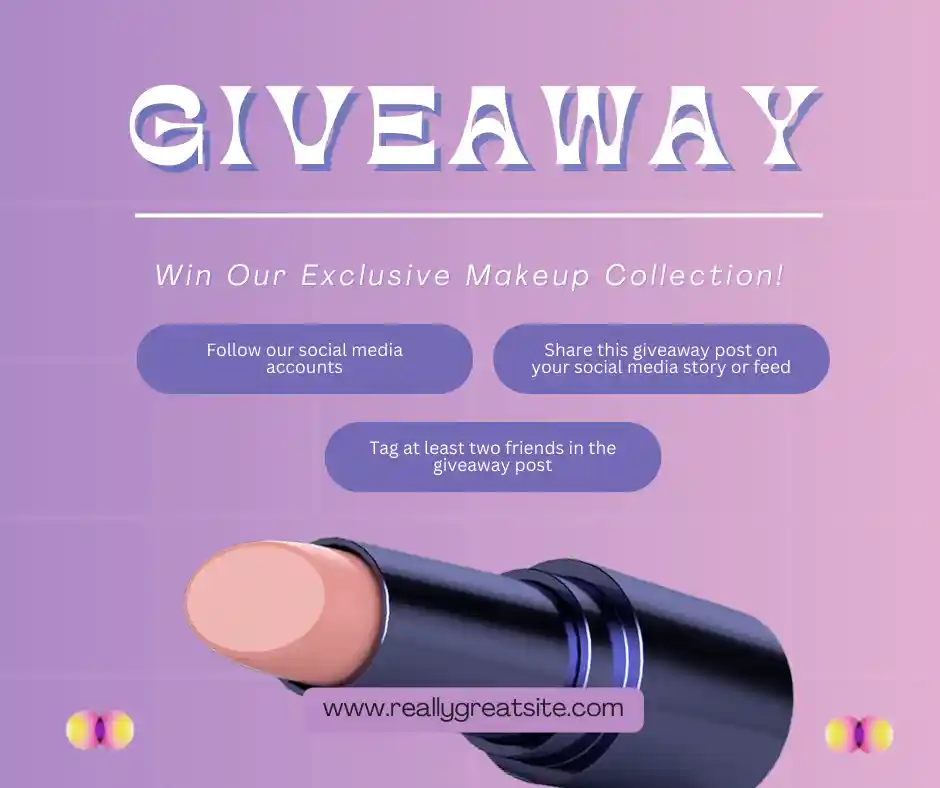 GIVEAWAY
Win Our Exclusive Makeup Collection!
Follow our social media
accounts
Share this giveaway post on
your social media story or feed
Tag at least two friends in the
giveaway post
www.reallygreatsite.com